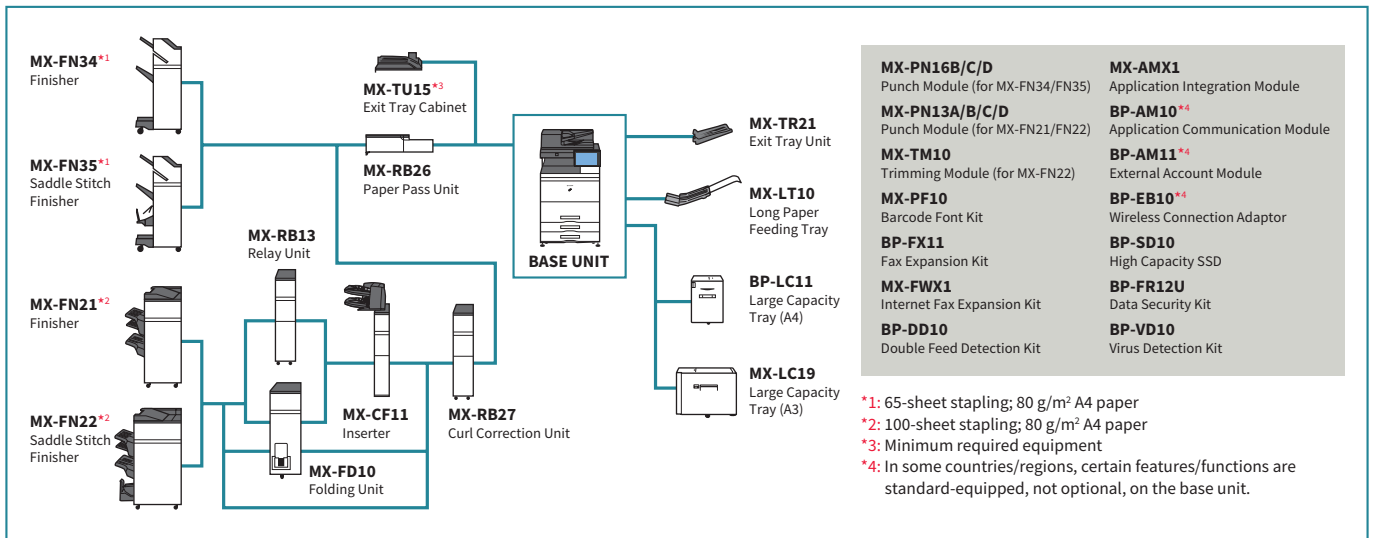 MX-FN34*1
Finisher
MX-TU15*3
Exit Tray Cabinet
MX-FN35*1
Saddle Stitch
Finisher
MX-RB26
Paper Pass Unit
MX-RB13
Relay Unit
MX-FN21*2
Finisher
MX-FN22*2
Saddle Stitch
Finisher
MX-CF11
Inserter
MX-RB27
Curl Correction Unit
MX-FD10
Folding Unit
BASE UNIT
MX-TR21
Exit Tray Unit
MX-LT10
Long Paper
Feeding Tray
BP-LC11
Large Capacity
Tray (A4)
MX-LC19
Large Capacity
Tray (A3)
MX-PN16B/C/D
Punch Module (for MX-FN34/FN35)
MX-PN13A/B/C/D
Punch Module (for MX-FN21/FN22)
MX-TM10
Trimming Module (for MX-FN22)
MX-PF10
Barcode Font Kit
BP-FX11
Fax Expansion Kit
MX-FWX1
Internet Fax Expansion Kit
BP-DD10
Double Feed Detection Kit
MX-AMX1
Application Integration Module
BP-AM10*4
Application Communication Module
BP-AM11*4
External Account Module
BP-EB10*4
Wireless Connection Adaptor
BP-SD10
High Capacity SSD
BP-FR12U
Data Security Kit
BP-VD10
Virus Detection Kit
*1: 65-sheet stapling; 80 g/m² A4 paper
*2: 100-sheet stapling; 80 g/m² A4 paper
*3: Minimum required equipment
*4: In some countries/regions, certain features/functions are
standard-equipped, not optional, on the base unit.